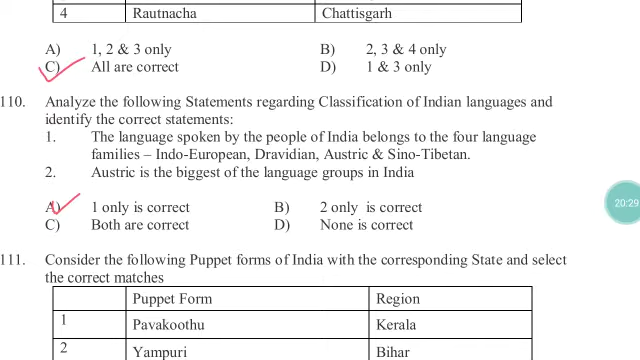 4 Rautnacha Chattisgarh
A) 1, 2 & 3 only B) 2, 3 & 4 only
C) All are correct D) 1 & 3 only
110. Analyze the following Statements regarding Classification of Indian languages and
identify the correct statements:
1. The language spoken by the people of India belongs to the four language
families – Indo-European, Dravidian, Austric & Sino-Tibetan.
2. Austric is the biggest of the language groups in India
A) 1 only is correct B) 2 only is correct
C) Both are correct D) None is correct
20:29
111. Consider the following Puppet forms of India with the corresponding State and select
the correct matches
Puppet Form Region
1 Pavakoothu Kerala
2 Yampuri Bihar